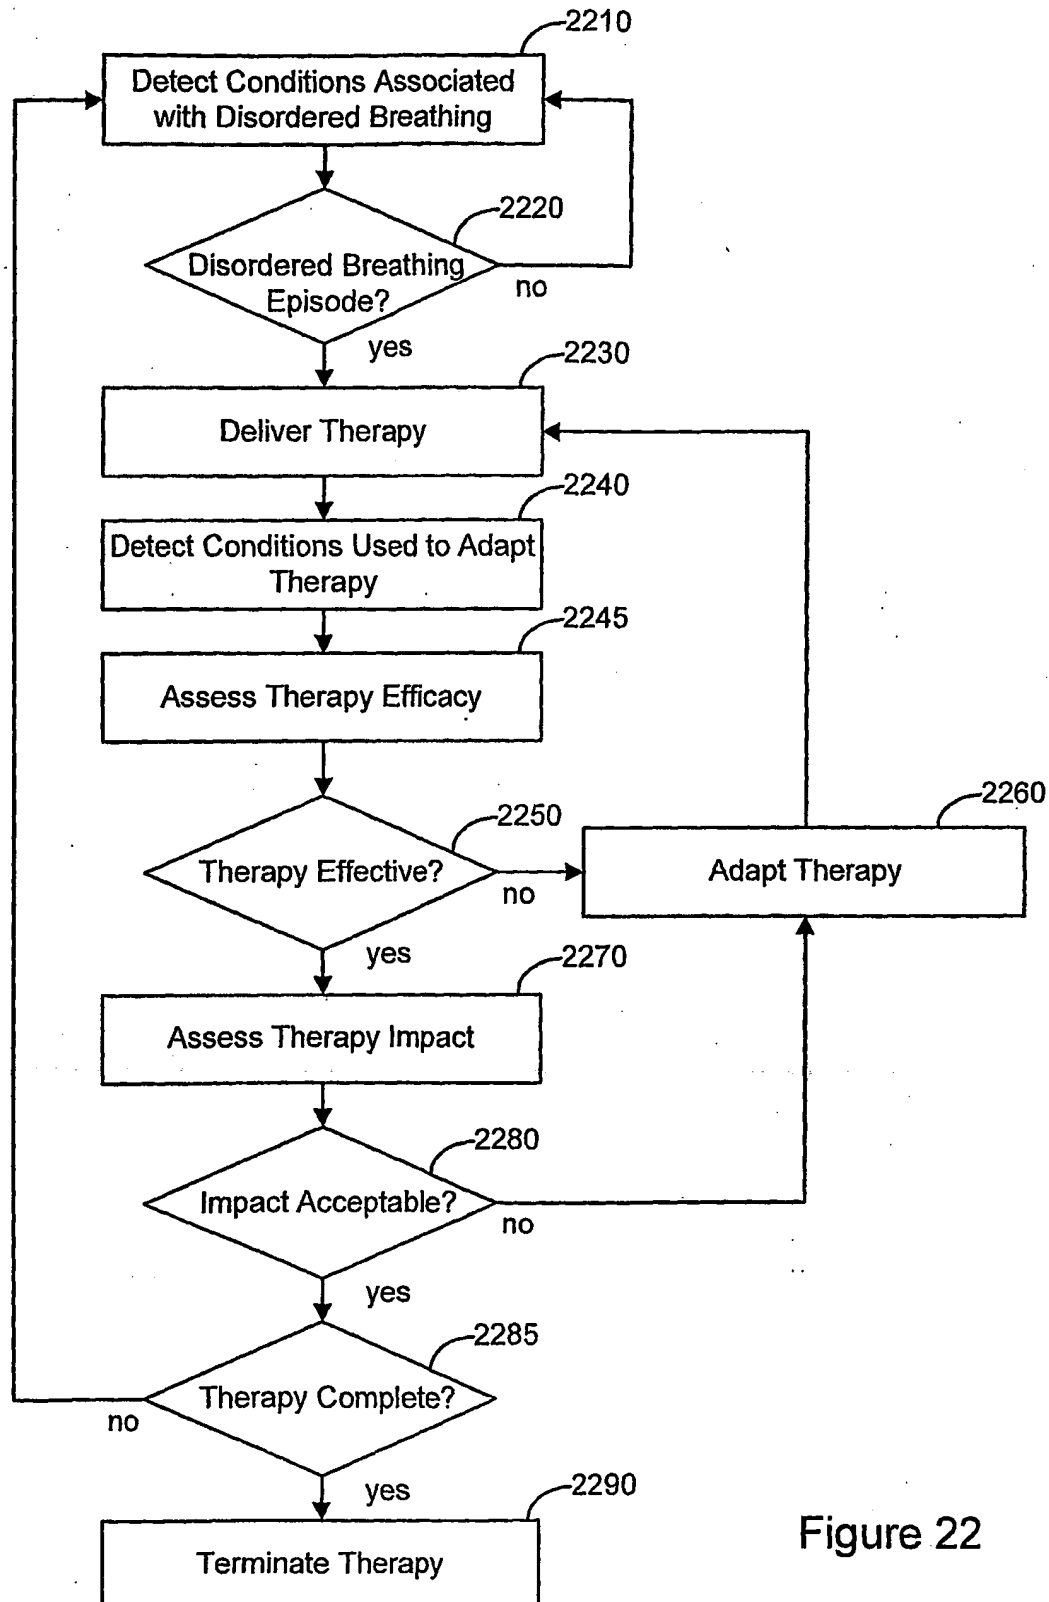 2210
Detect Conditions Associated
with Disordered Breathing
2220
Disordered Breathing
Episode?
no
yes
2230
Deliver Therapy
2240
Detect Conditions Used to Adapt
Therapy
2245
Assess Therapy Efficacy
2250
Therapy Effective?
no
2260
Adapt Therapy
yes
2270
Assess Therapy Impact
2280
Impact Acceptable?
no
yes
2285
Therapy Complete?
no
yes
2290
Terminate Therapy
Figure 22